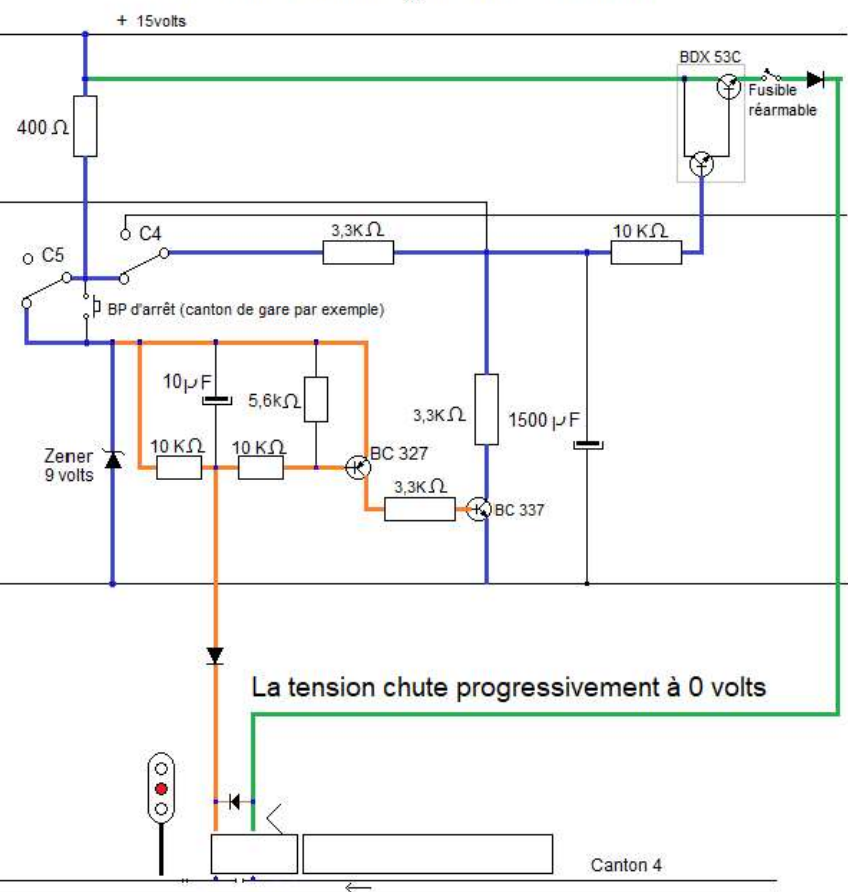 + 15volts
BDX 53C
Fusible
réarmable
400 Ω
C4
3,3KΩ
10 KΩ
C5
BP d'arrêt (canton de gare par exemple)
10µF
5,6kΩ
3,3KΩ
1500 µF
Zener
9 volts
10 KΩ
10 KΩ
BC 327
3,3KΩ
BC 337
La tension chute progressivement à 0 volts
Canton 4